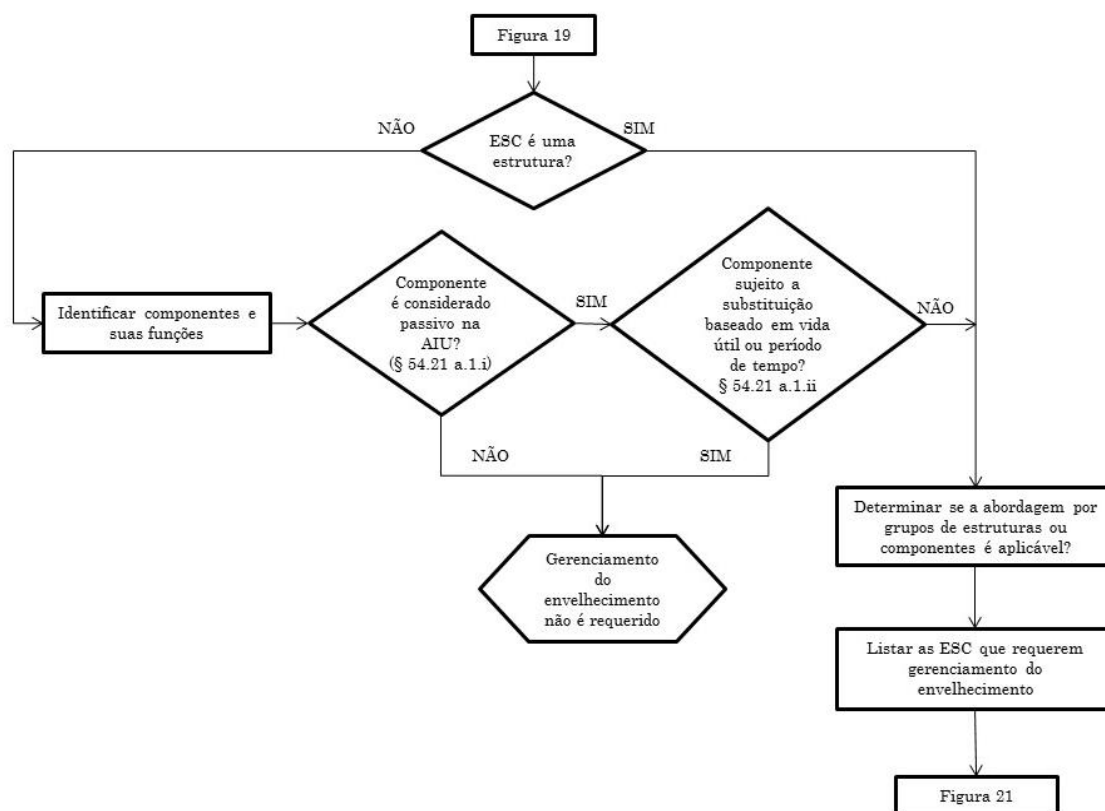 Figura 19
NÃO
SIM
ESC é uma
estrutura?
Identificar componentes e
suas funções
Componente
é considerado
passivo na
AIU?
(§ 54.21 a.1.i)
SIM
Componente
sujeito a
substituição
baseado em vida
útil ou período
de tempo?
§ 54.21 a.1.ii
NÃO
NÃO
SIM
Gerenciamento
do
envelhecimento
não é requerido
Determinar se a abordagem por
grupos de estruturas ou
componentes é aplicável?
Listar as ESC que requerem
gerenciamento do
envelhecimento
Figura 21